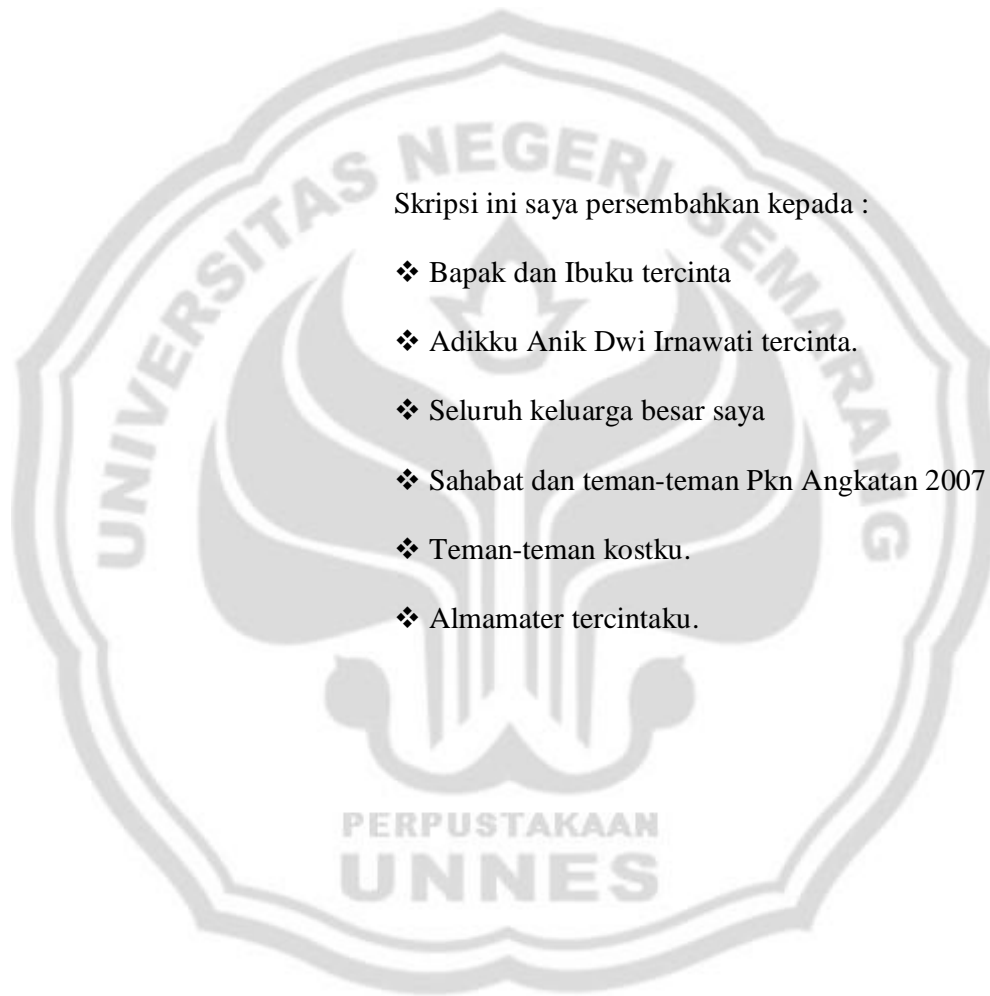 UNIVERSITAS NEGERI SEMARANG
Skripsi ini saya persembahkan kepada :
❖ Bapak dan Ibuku tercinta
❖ Adikku Anik Dwi Irnawati tercinta.
❖ Seluruh keluarga besar saya
❖ Sahabat dan teman-teman Pkn Angkatan 2007
❖ Teman-teman kostku.
❖ Almamater tercintaku.
PERPUSTAKAAN
UNNES